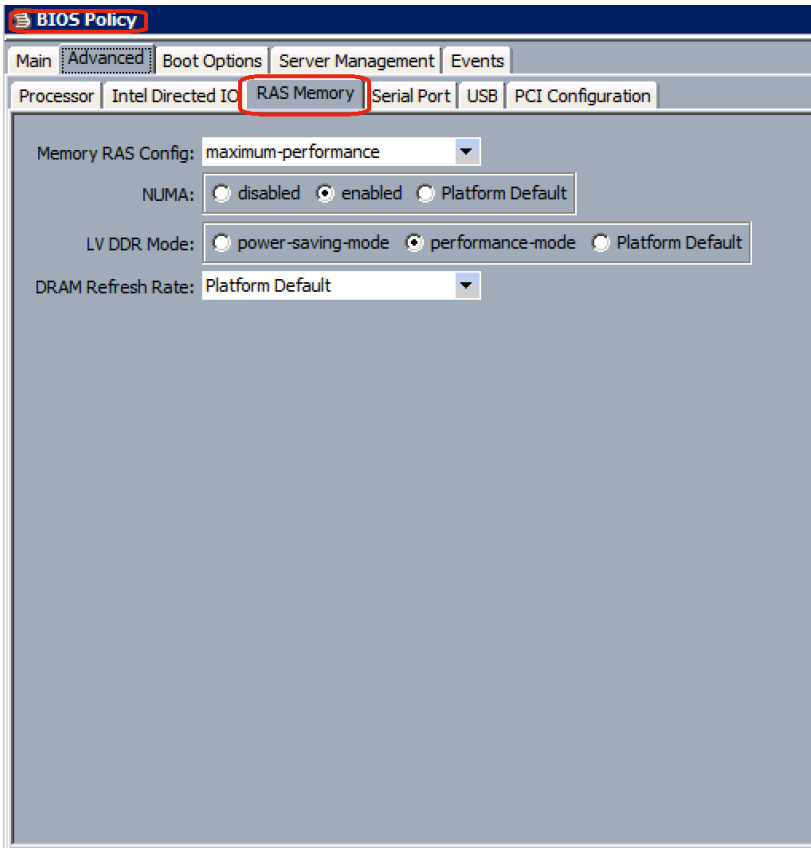 BIOS Policy
Main Advanced Boot Options Server Management Events
Processor Intel Directed IO RAS Memory Serial Port USB PCI Configuration
Memory RAS Config: maximum-performance
NUMA: disabled enabled Platform Default
LV DDR Mode: power-saving-mode performance-mode Platform Default
DRAM Refresh Rate: Platform Default